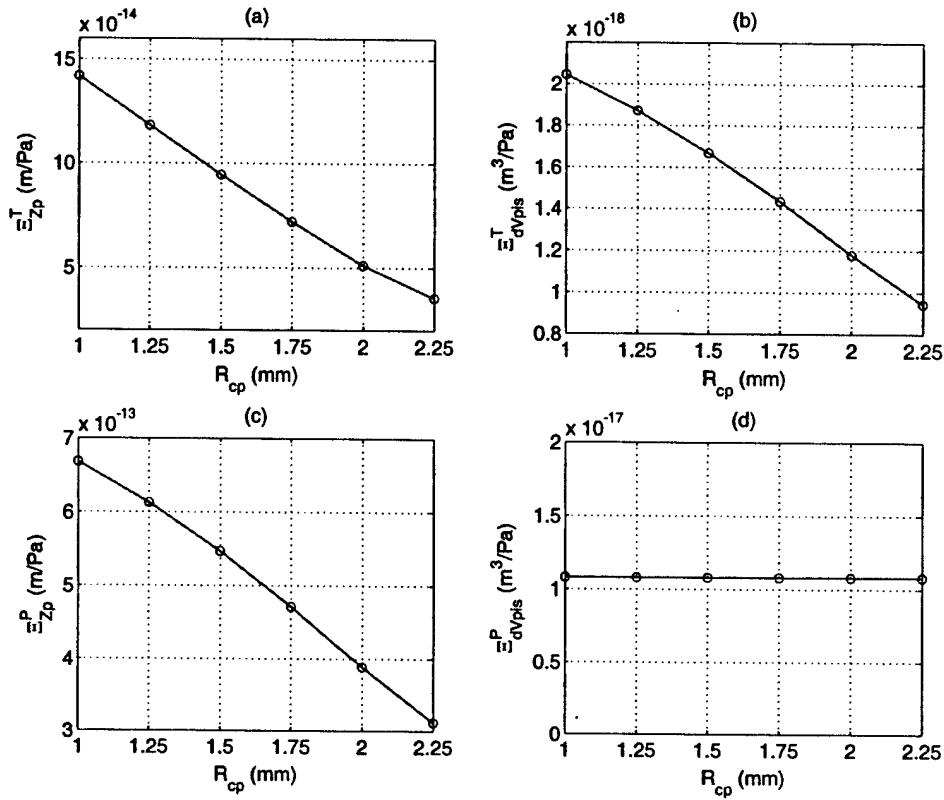 (a)
x 10^-14
15
10
5
1 1.25 1.5 1.75 2 2.25
Ξ^T_Zp (m/Pa)
R_cp (mm)
(b)
x 10^-18
2
1.8
1.6
1.4
1.2
1
0.8
1 1.25 1.5 1.75 2 2.25
Ξ^T_dVpis (m^3/Pa)
R_cp (mm)
(c)
x 10^-13
7
6
5
4
3
1 1.25 1.5 1.75 2 2.25
Ξ^P_Zp (m/Pa)
R_cp (mm)
(d)
x 10^-17
2
1.5
1
0.5
0
1 1.25 1.5 1.75 2 2.25
Ξ^P_dVpis (m^3/Pa)
R_cp (mm)